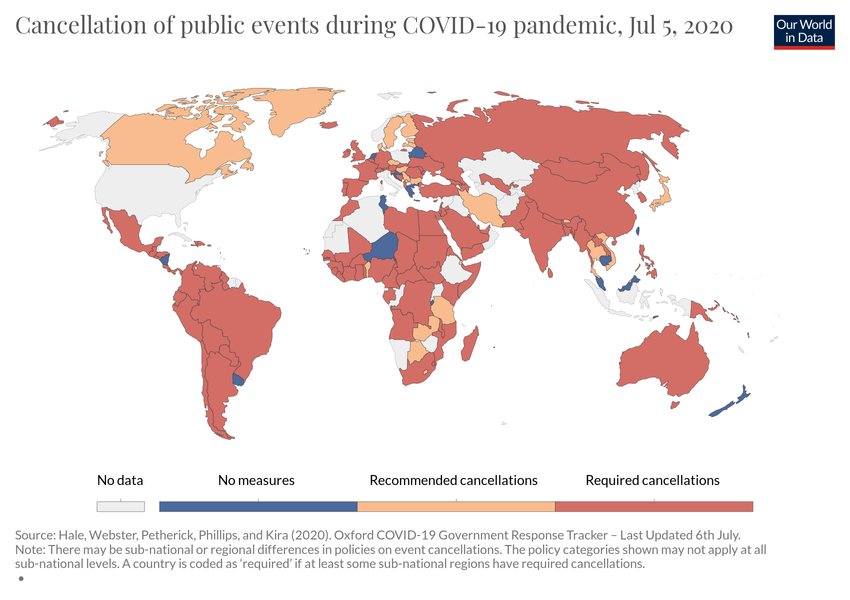 Cancellation of public events during COVID-19 pandemic, Jul 5, 2020
Our World
in Data
No data
No measures
Recommended cancellations
Required cancellations
Source: Hale, Webster, Petherick, Phillips, and Kira (2020). Oxford COVID-19 Government Response Tracker – Last Updated 6th July.
Note: There may be sub-national or regional differences in policies on event cancellations. The policy categories shown may not apply at all
sub-national levels. A country is coded as 'required' if at least some sub-national regions have required cancellations.
•